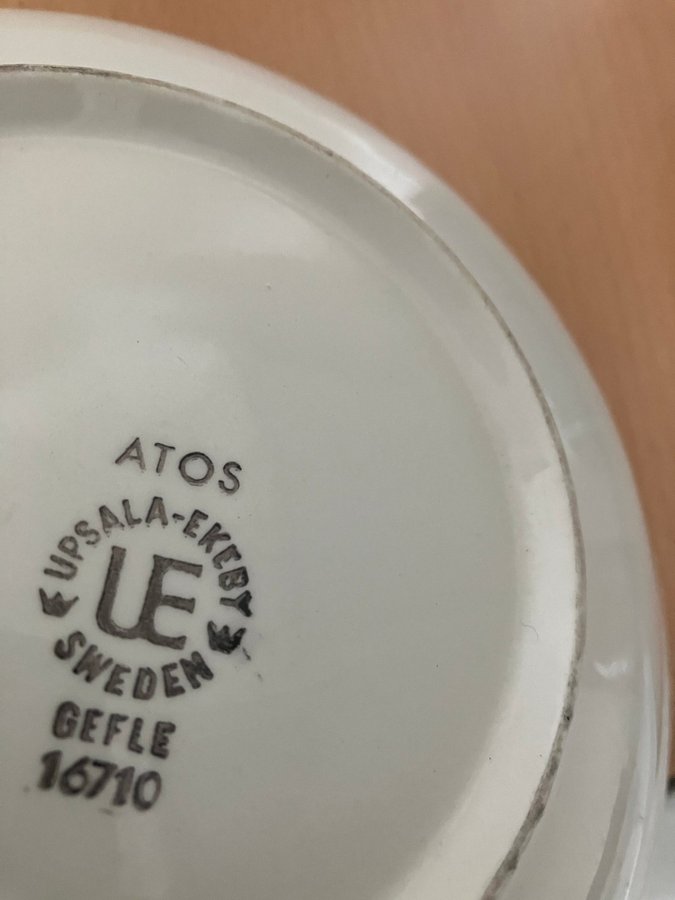 ATOS
UPSALA-EKEBY
UE
SWEDEN
GEFLE
16710